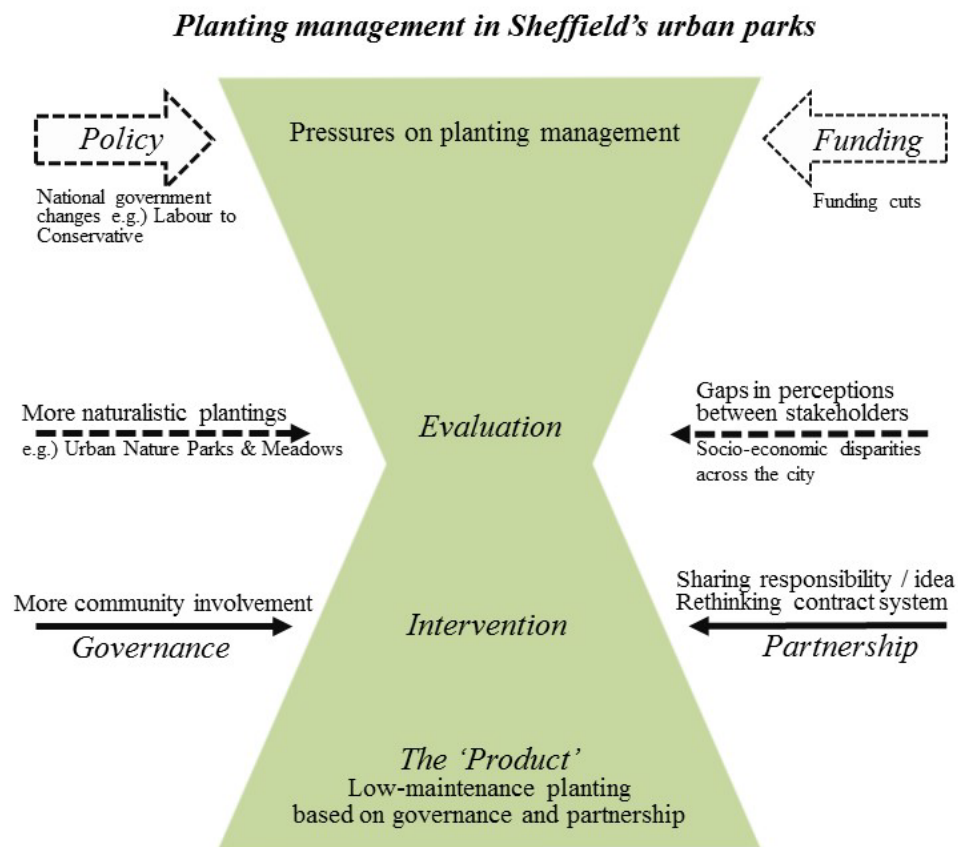 Planting management in Sheffield's urban parks
Policy
National government
changes e.g.) Labour to
Conservative
Pressures on planting management
Funding
Funding cuts
More naturalistic plantings
e.g.) Urban Nature Parks & Meadows
Evaluation
Gaps in perceptions
between stakeholders
Socio-economic disparities
across the city
More community involvement
Governance
Intervention
Sharing responsibility / idea
Rethinking contract system
Partnership
The 'Product'
Low-maintenance planting
based on governance and partnership